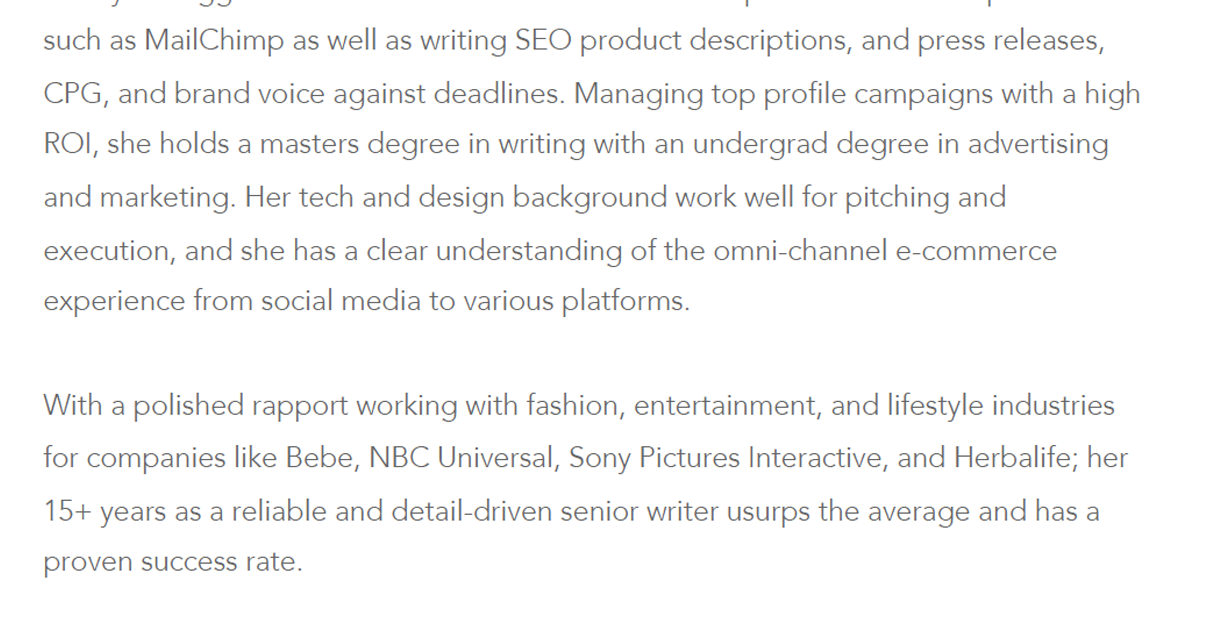 such as MailChimp as well as writing SEO product descriptions, and press releases,
CPG, and brand voice against deadlines. Managing top profile campaigns with a high
ROI, she holds a masters degree in writing with an undergrad degree in advertising
and marketing. Her tech and design background work well for pitching and
execution, and she has a clear understanding of the omni-channel e-commerce
experience from social media to various platforms.
With a polished rapport working with fashion, entertainment, and lifestyle industries
for companies like Bebe, NBC Universal, Sony Pictures Interactive, and Herbalife; her
15+ years as a reliable and detail-driven senior writer usurps the average and has a
proven success rate.